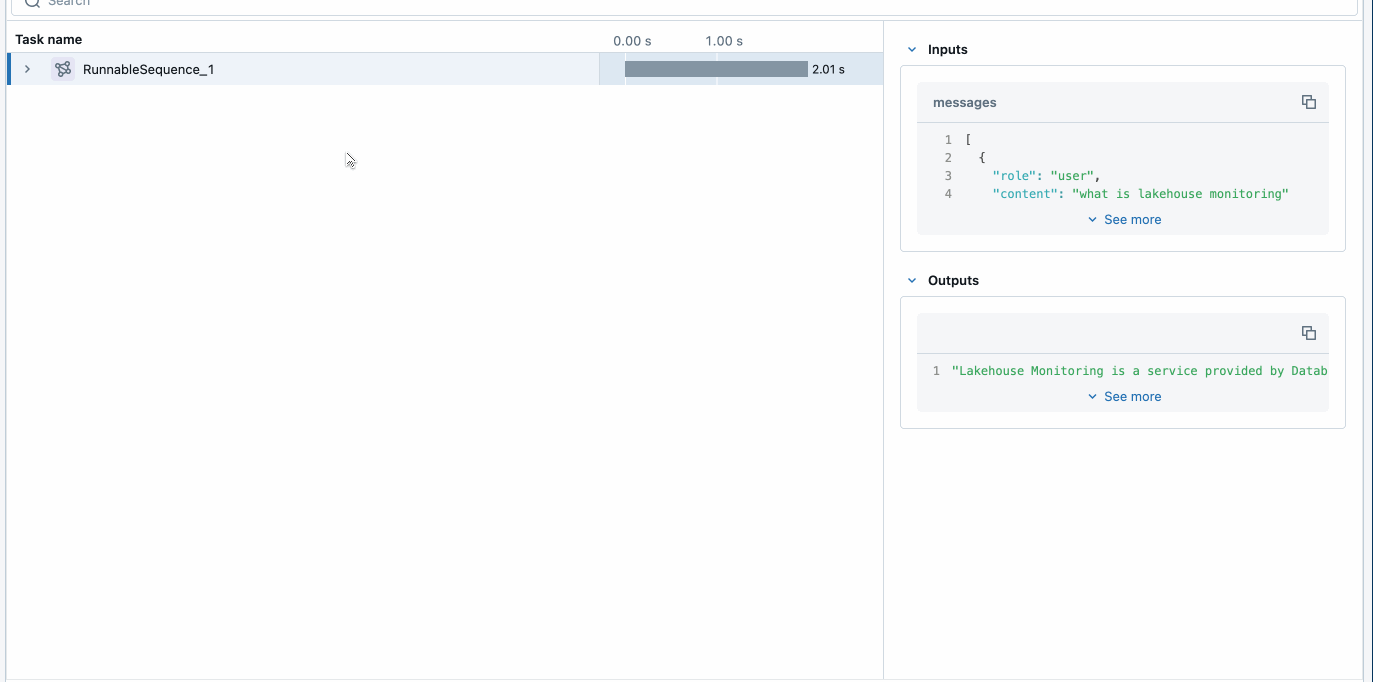 Search
Task name
0.00 s
1.00 s
RunnableSequence_1
2.01 s
Inputs
messages
1 [
2 {
3 "role": "user",
4 "content": "what is lakehouse monitoring"
See more
Outputs
1 "Lakehouse Monitoring is a service provided by Datab
See more